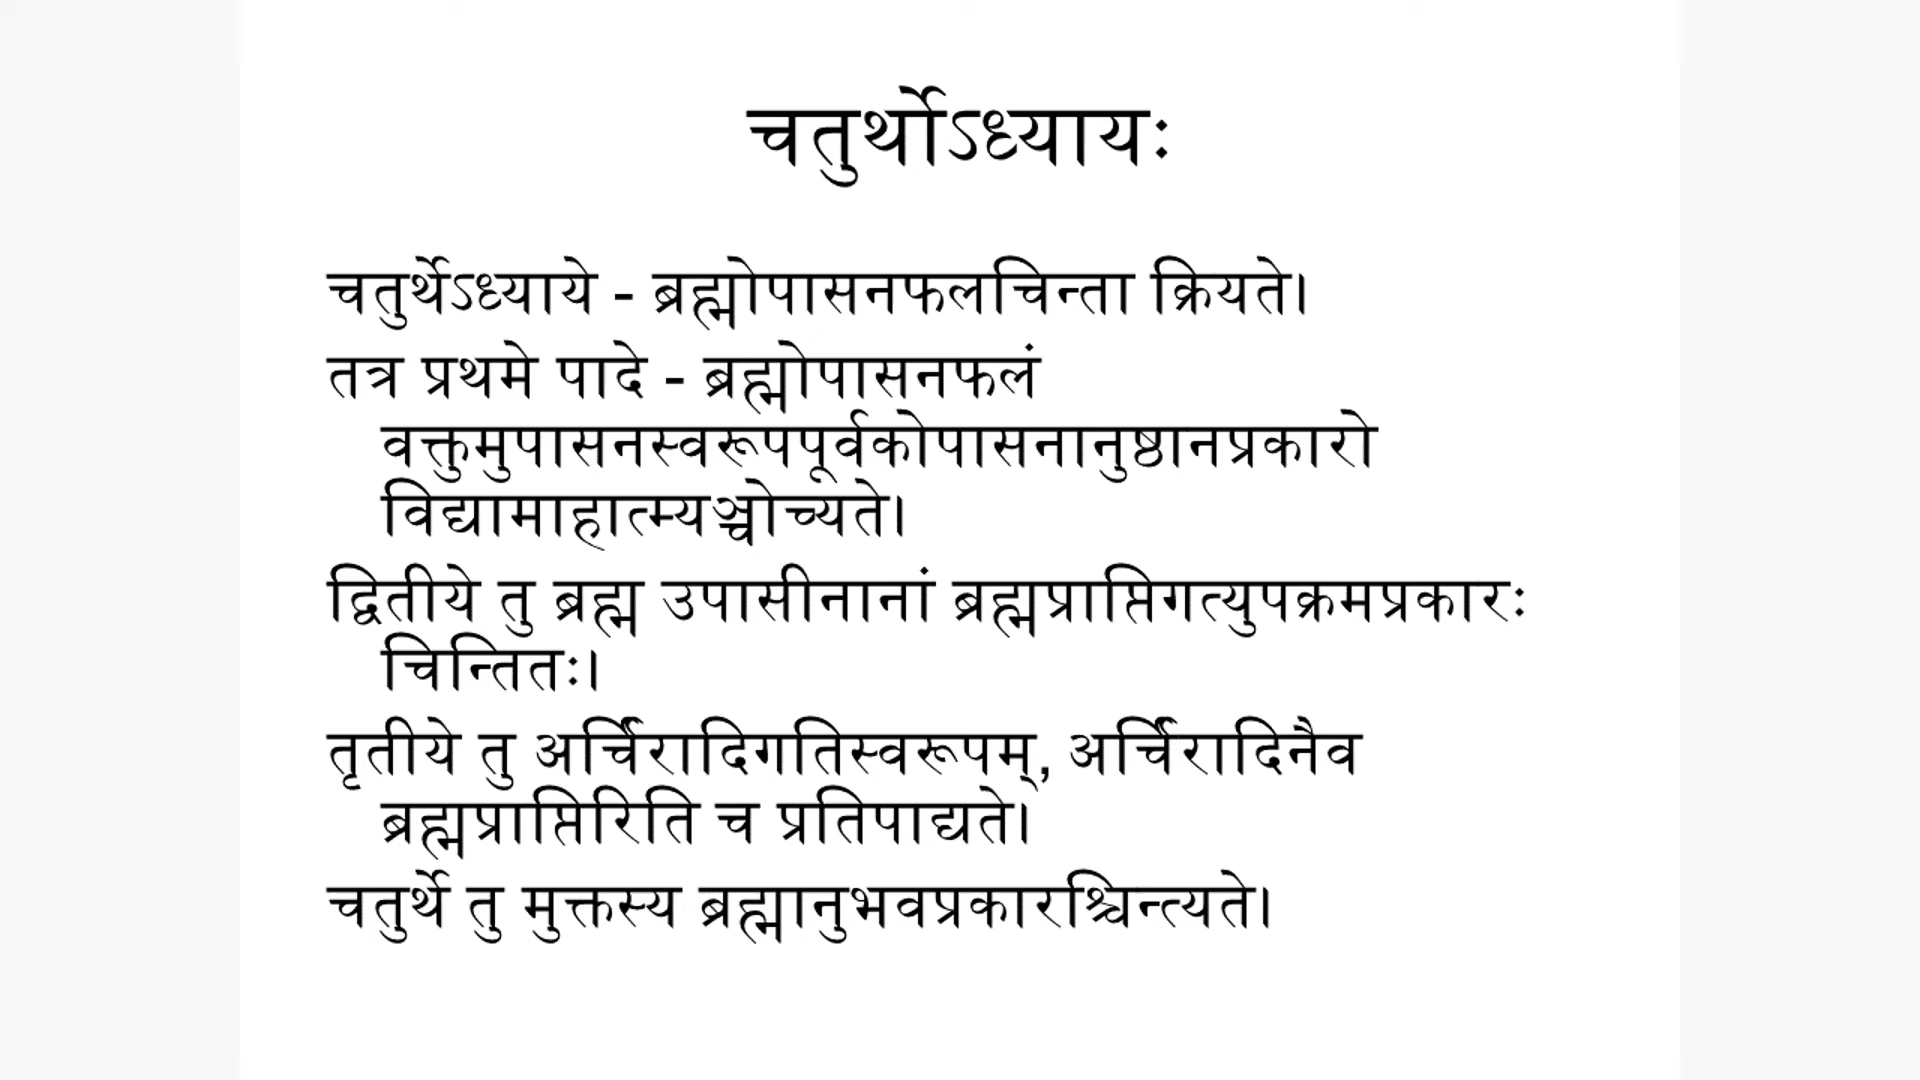 चतुर्थोऽध्यायः
चतुर्थेऽध्याये - ब्रह्मोपासनफलचिन्ता क्रियते।
तत्र प्रथमे पादे - ब्रह्मोपासनफलं
वक्तुमुपासनस्वरूपपूर्वकोपासनानुष्ठानप्रकारो
विद्यामाहात्म्यञ्चोच्यते।
द्वितीये तु ब्रह्म उपासीनानां ब्रह्मप्राप्तिगत्युपक्रमप्रकारः
चिन्तितः।
तृतीये तु अर्चिरादिगतिस्वरूपम्, अर्चिरादिनैव
ब्रह्मप्राप्तिरिति च प्रतिपाद्यते।
चतुर्थे तु मुक्तस्य ब्रह्मानुभवप्रकारश्चिन्त्यते।